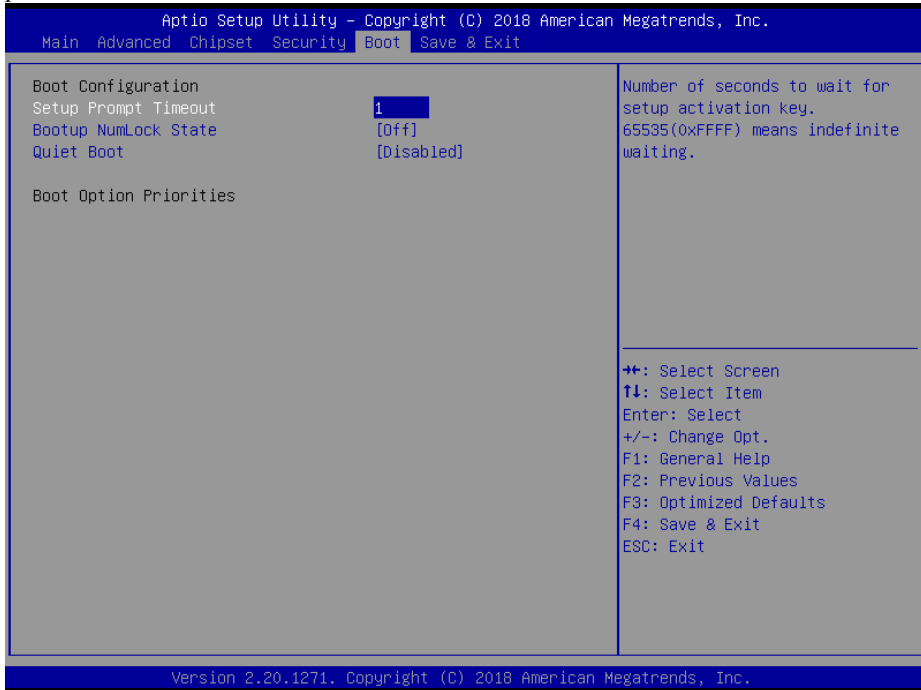 Aptio Setup Utility – Copyright (C) 2018 American Megatrends, Inc.
Main Advanced Chipset Security Boot Save & Exit
Boot Configuration
Setup Prompt Timeout 1
Bootup NumLock State [Off]
Quiet Boot [Disabled]
Boot Option Priorities
Number of seconds to wait for
setup activation key.
65535(0xFFFF) means indefinite
waiting.
→←: Select Screen
↑↓: Select Item
Enter: Select
+/-: Change Opt.
F1: General Help
F2: Previous Values
F3: Optimized Defaults
F4: Save & Exit
ESC: Exit
Version 2.20.1271. Copyright (C) 2018 American Megatrends, Inc.